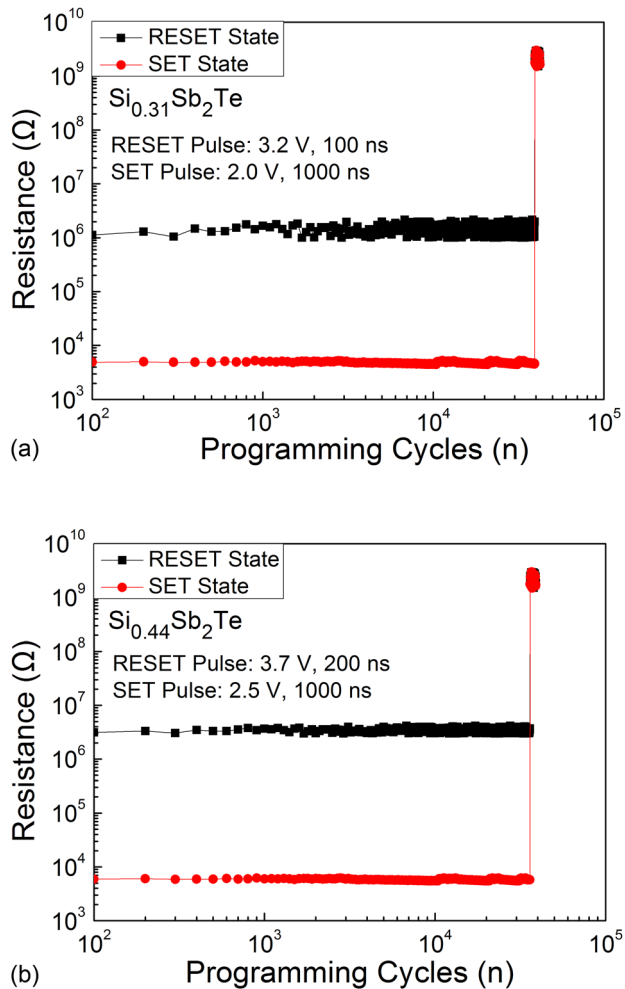 10^10
10^9
10^8
10^7
10^6
10^5
10^4
10^3
Resistance (Ω)
RESET State
SET State
Si0.31Sb2Te
RESET Pulse: 3.2 V, 100 ns
SET Pulse: 2.0 V, 1000 ns
10^2 10^3 10^4 10^5
(a) Programming Cycles (n)
10^10
10^9
10^8
10^7
10^6
10^5
10^4
10^3
Resistance (Ω)
RESET State
SET State
Si0.44Sb2Te
RESET Pulse: 3.7 V, 200 ns
SET Pulse: 2.5 V, 1000 ns
10^2 10^3 10^4 10^5
(b) Programming Cycles (n)